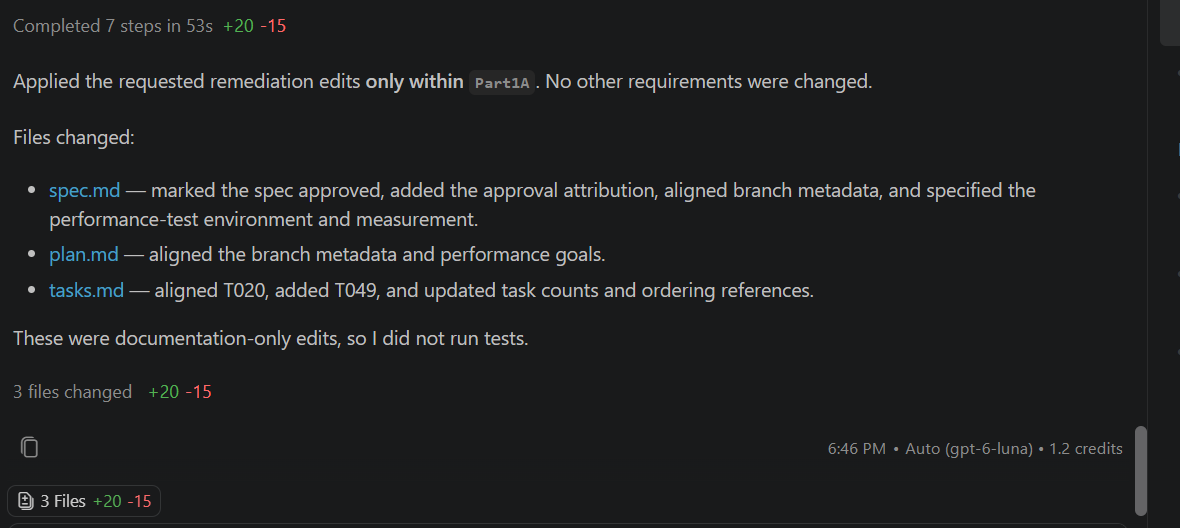 Completed 7 steps in 53s +20 -15
Applied the requested remediation edits only within Part1A. No other requirements were changed.
Files changed:
• spec.md — marked the spec approved, added the approval attribution, aligned branch metadata, and specified the
performance-test environment and measurement.
• plan.md — aligned the branch metadata and performance goals.
• tasks.md — aligned T020, added T049, and updated task counts and ordering references.
These were documentation-only edits, so I did not run tests.
3 files changed +20 -15
6:46 PM • Auto (gpt-6-luna) • 1.2 credits
3 Files +20 -15